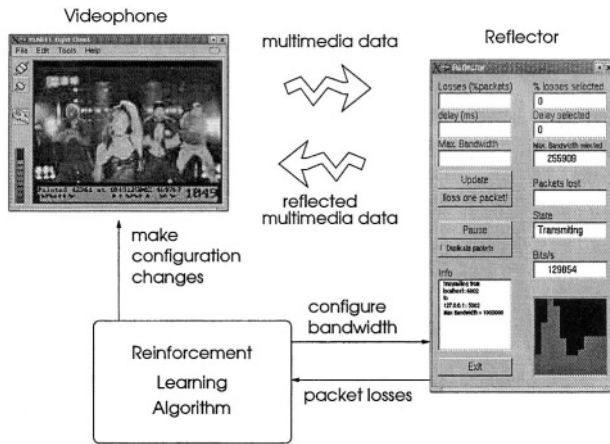 Videophone
File Edit Tools Help
multimedia data
reflected
multimedia data
Reflector
Reflector
Losses (%packets)
% losses selected
0
delay (ms)
Delay selected
0
Max. Bandwidth
Max. Bandwidth selected
255909
Update
lloss one packet!
Packets lost
State
Transmiting
Pause
Duplicate packets
Bits/s
129854
Info
Exit
make
configuration
changes
configure
bandwidth
Reinforcement
Learning
Algorithm
packet losses